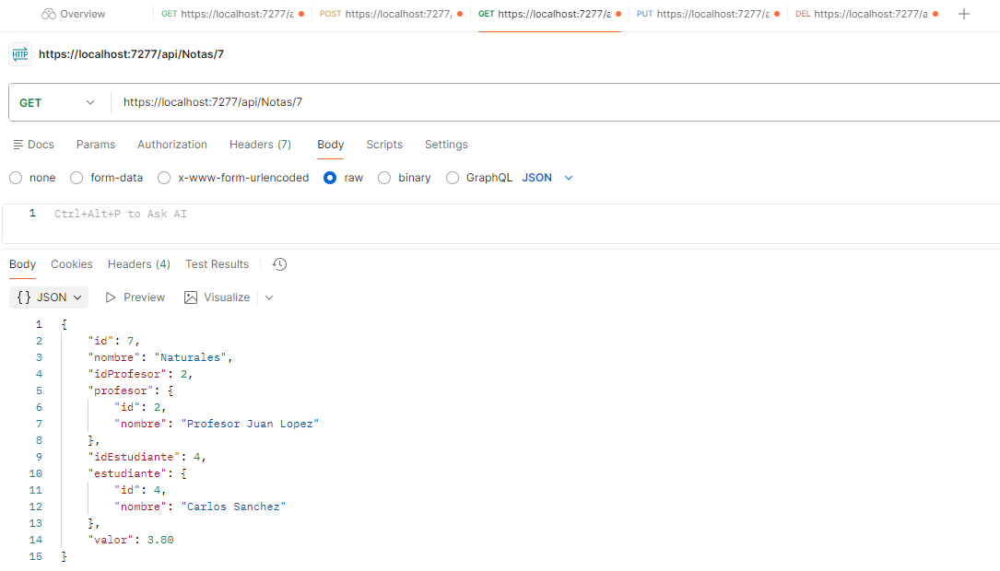 Overview GET https://localhost:7277/a POST https://localhost:7277/ GET https://localhost:7277/a PUT https://localhost:7277/a DEL https://localhost:7277/a
HTTP https://localhost:7277/api/Notas/7
GET https://localhost:7277/api/Notas/7
Docs Params Authorization Headers (7) Body Scripts Settings
none form-data x-www-form-urlencoded raw binary GraphQL JSON
1 Ctrl+Alt+P to Ask AI
Body Cookies Headers (4) Test Results
{} JSON Preview Visualize
1 {
2 "id": 7,
3 "nombre": "Naturales",
4 "idProfesor": 2,
5 "profesor": {
6 "id": 2,
7 "nombre": "Profesor Juan Lopez"
8 },
9 "idEstudiante": 4,
10 "estudiante": {
11 "id": 4,
12 "nombre": "Carlos Sanchez"
13 },
14 "valor": 3.80
15 }